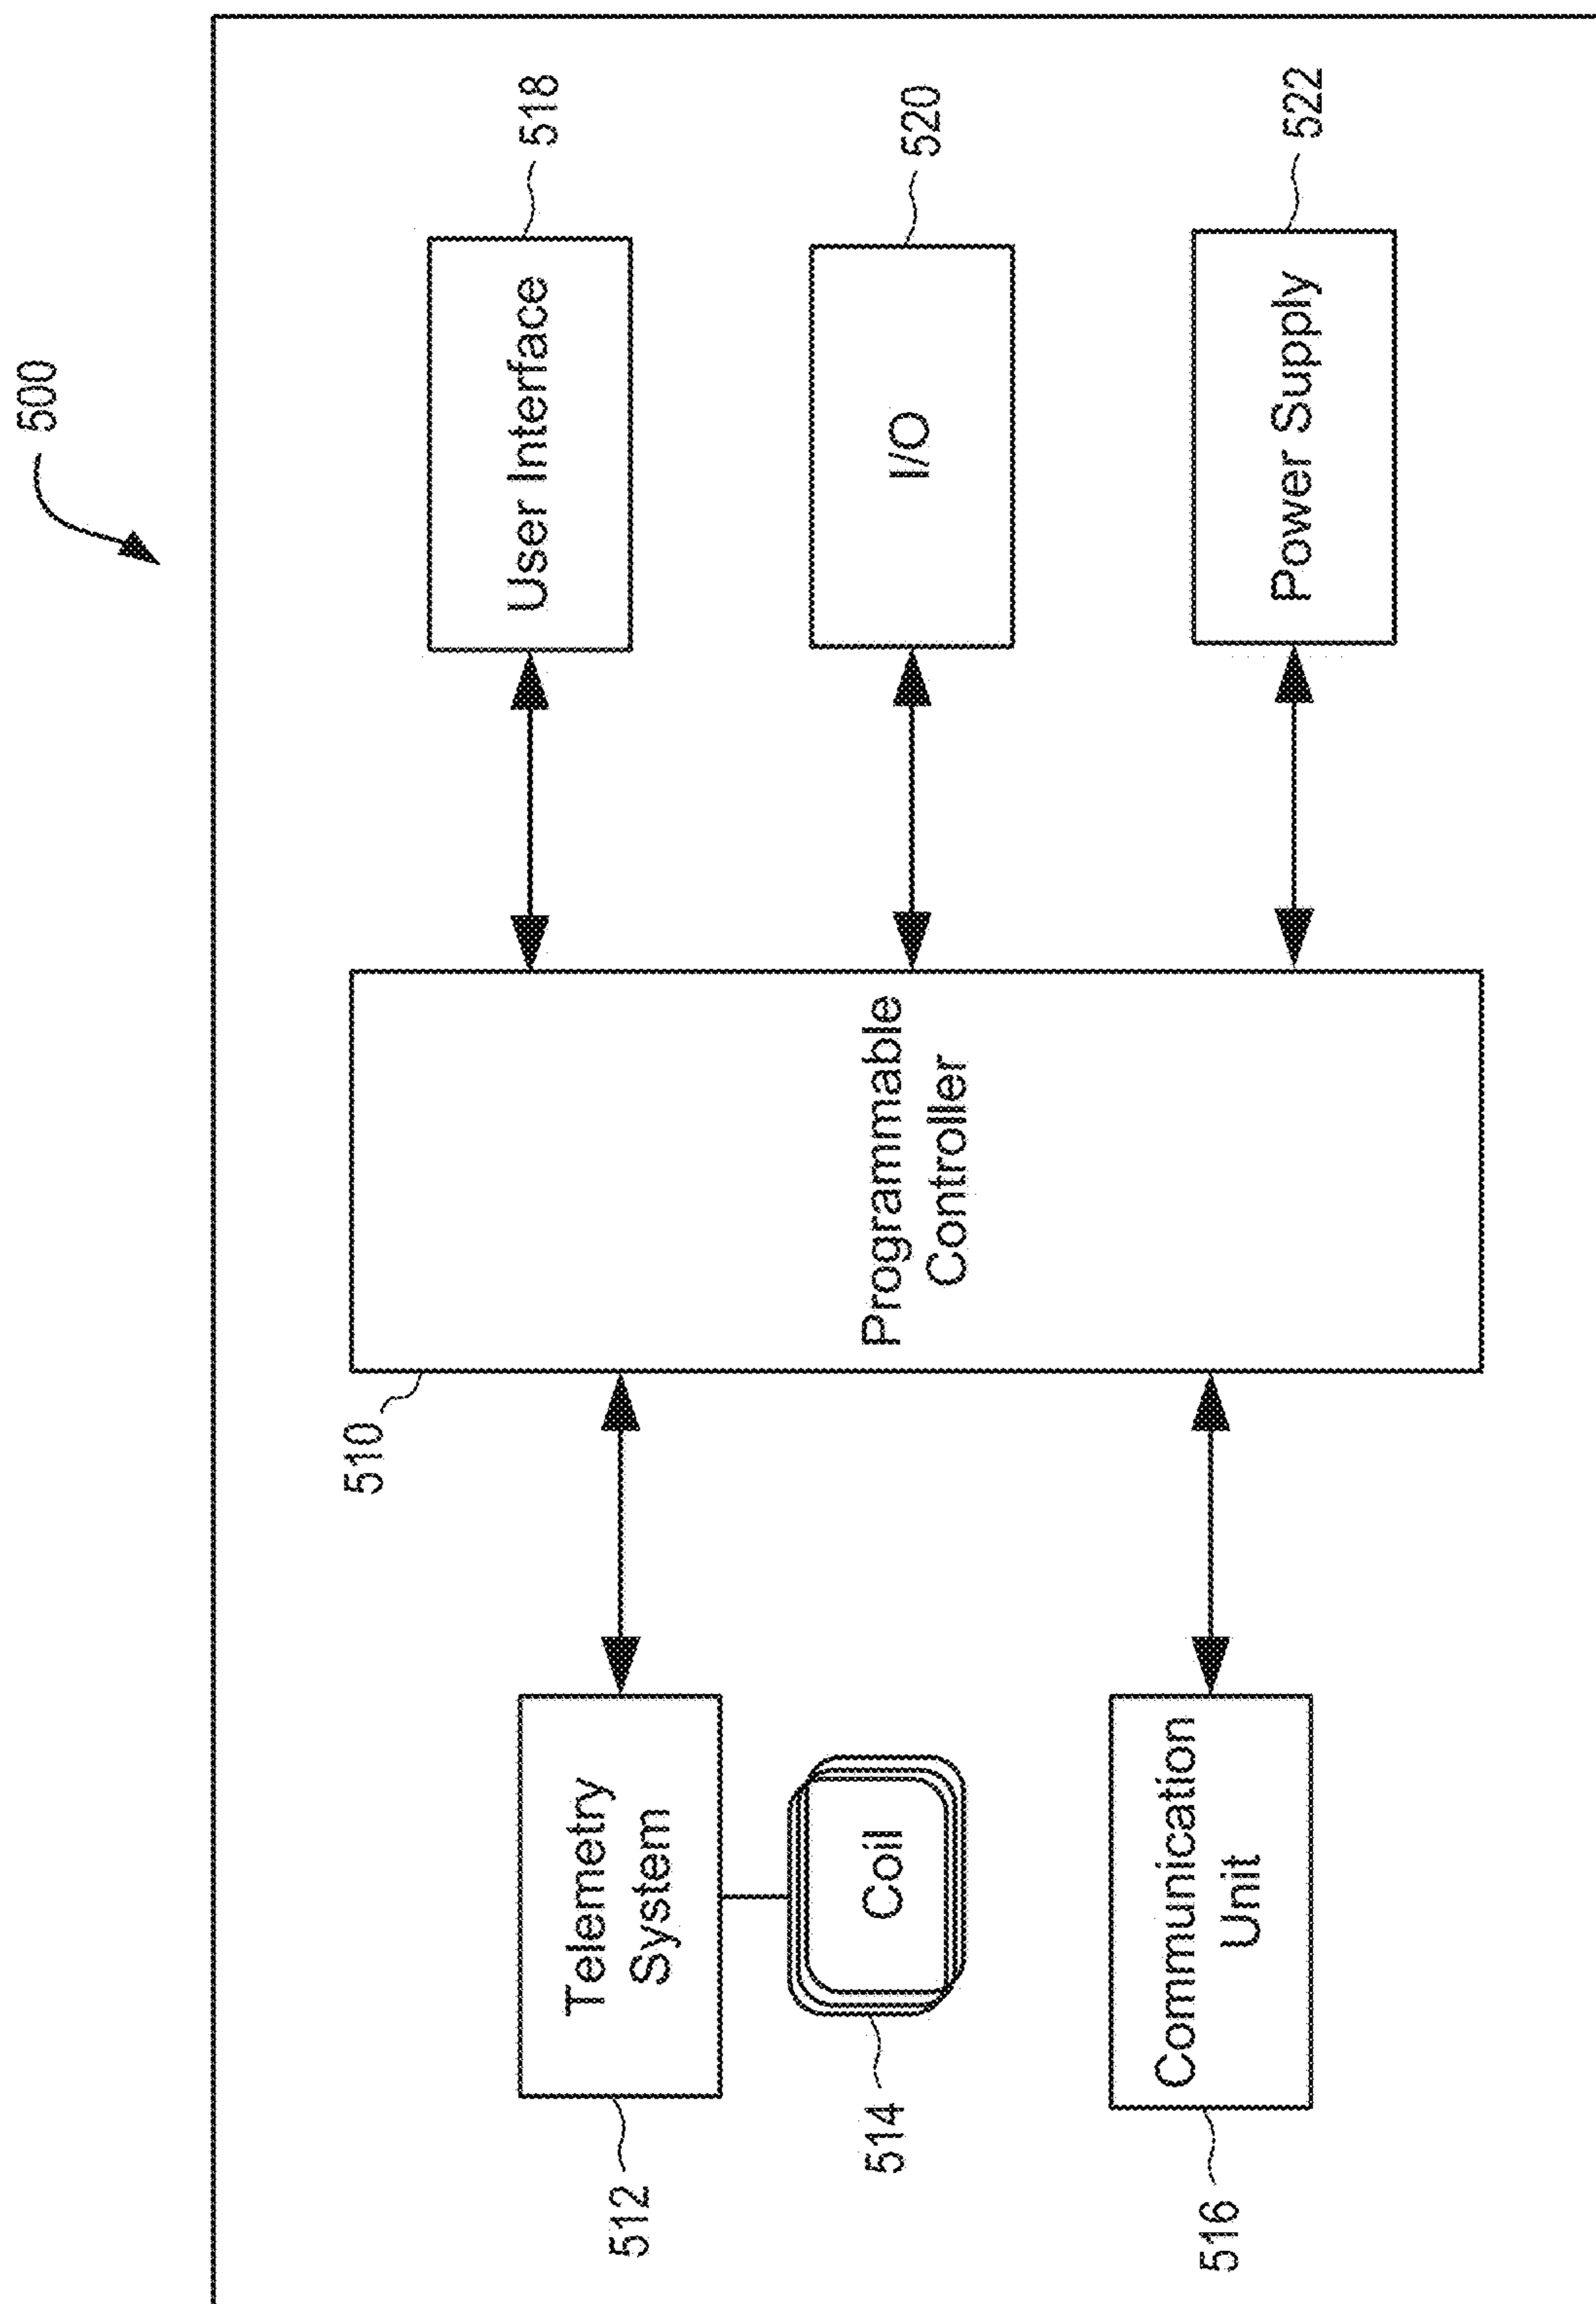 500
510
512
Telemetry
System
514
Coil
516
Communication
Unit
Programmable
Controller
User Interface
518
I/O
520
Power Supply
522